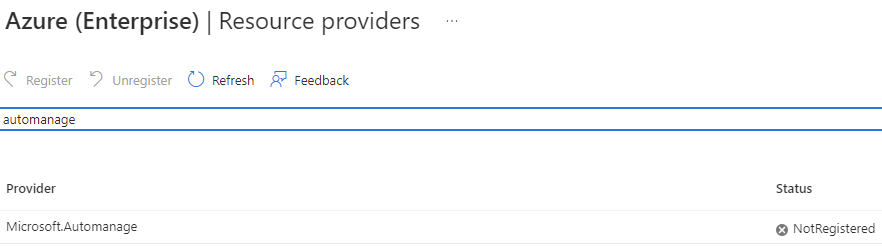 Azure (Enterprise) | Resource providers ...
Register Unregister Refresh Feedback
automanage
Provider Status
Microsoft.Automanage NotRegistered